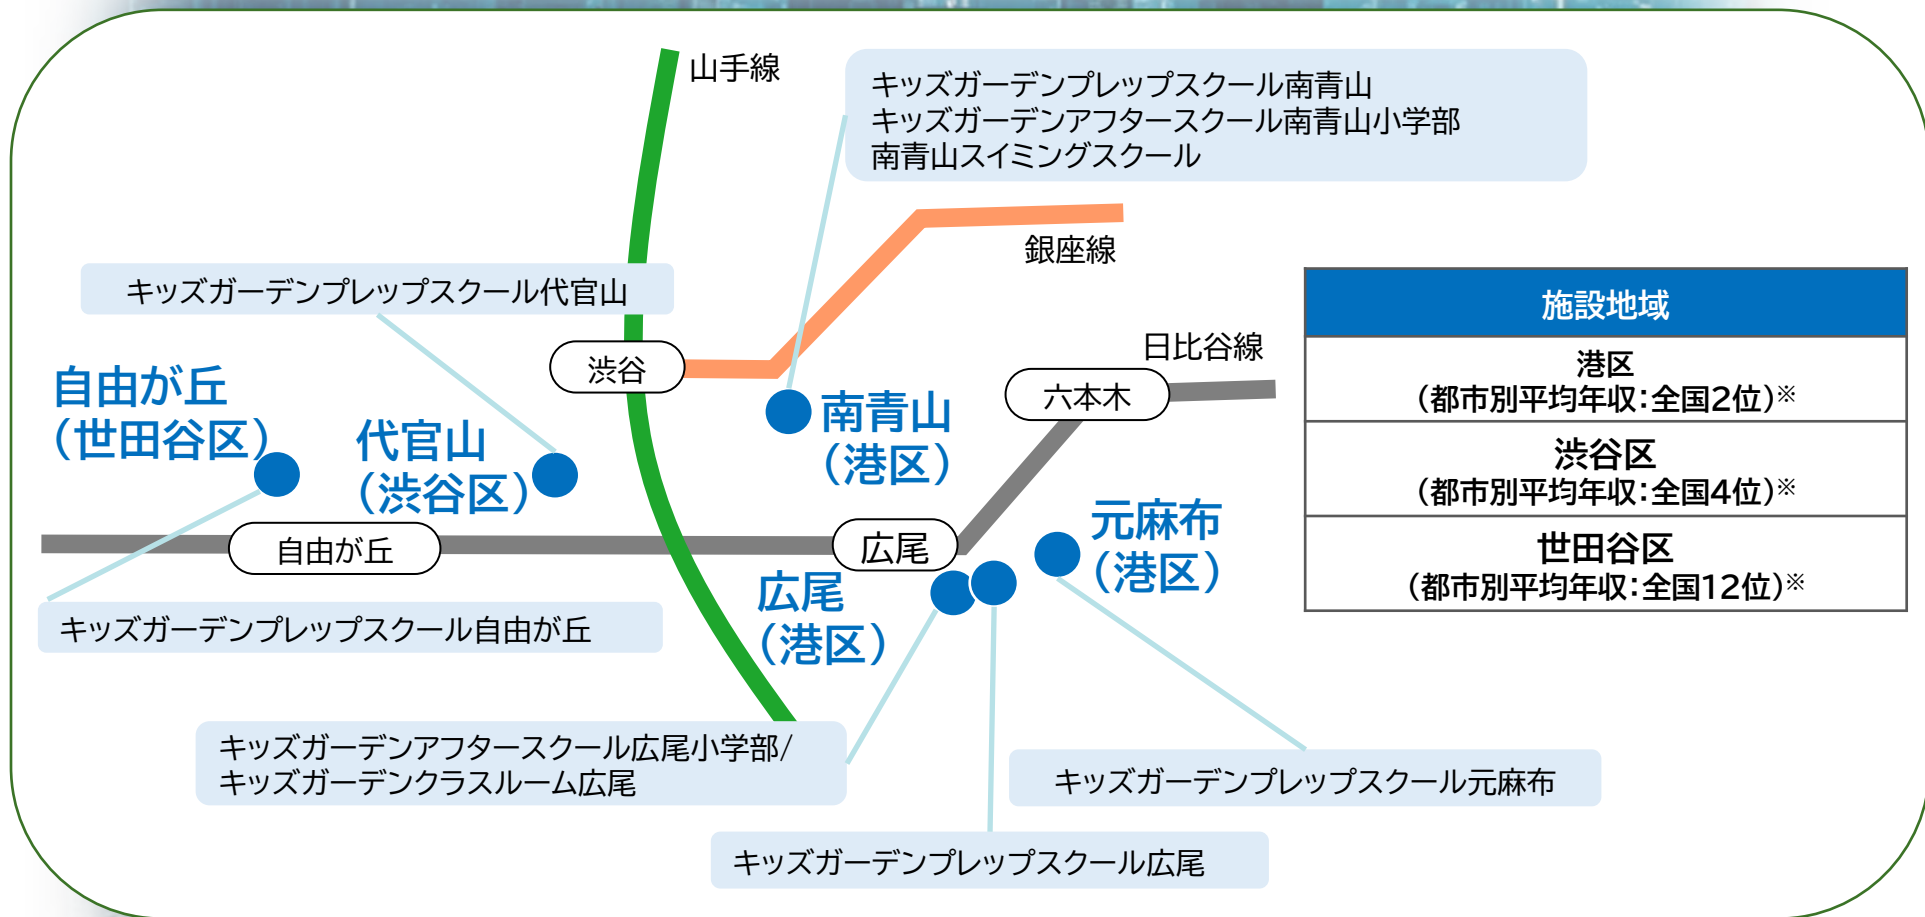 山手線
キッズガーデンプレップスクール南青山
キッズガーデンアフタースクール南青山小学部
南青山スイミングスクール
銀座線
キッズガーデンプレップスクール代官山
渋谷
日比谷線
六本木
自由が丘
(世田谷区)
代官山
(渋谷区)
南青山
(港区)
自由が丘
広尾
元麻布
(港区)
広尾
(港区)
キッズガーデンプレップスクール自由が丘
キッズガーデンアフタースクール広尾小学部/
キッズガーデンクラスルーム広尾
キッズガーデンプレップスクール元麻布
キッズガーデンプレップスクール広尾
施設地域
港区
(都市別平均年収:全国2位)※
渋谷区
(都市別平均年収:全国4位)※
世田谷区
(都市別平均年収:全国12位)※